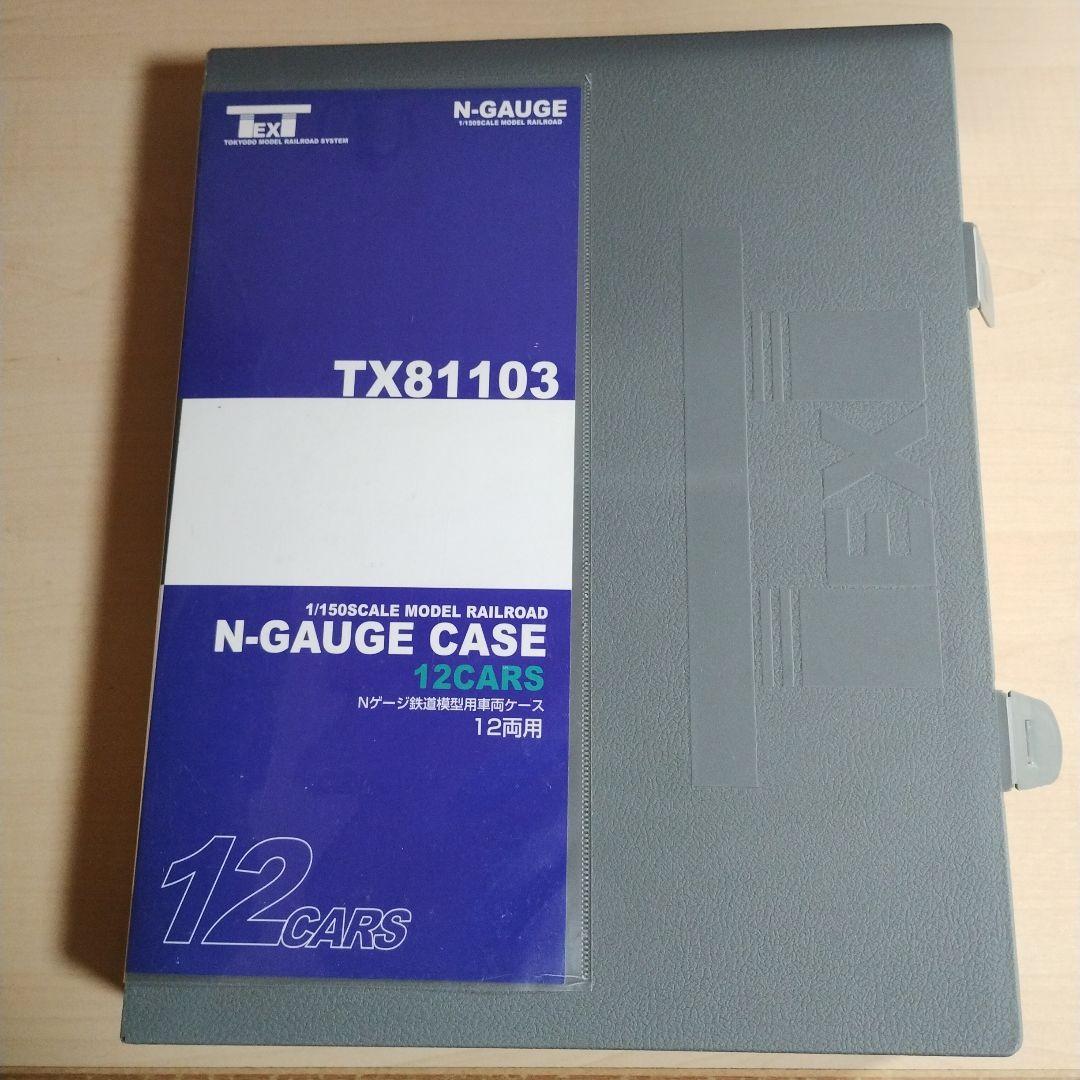 TEXT
TOKYODO MODEL RAILROAD SYSTEM
N-GAUGE
1/150SCALE MODEL RAILROAD
TX81103
1/150SCALE MODEL RAILROAD
N-GAUGE CASE
12CARS
Nゲージ鉄道模型用車両ケース
12両用
12CARS
TEXT